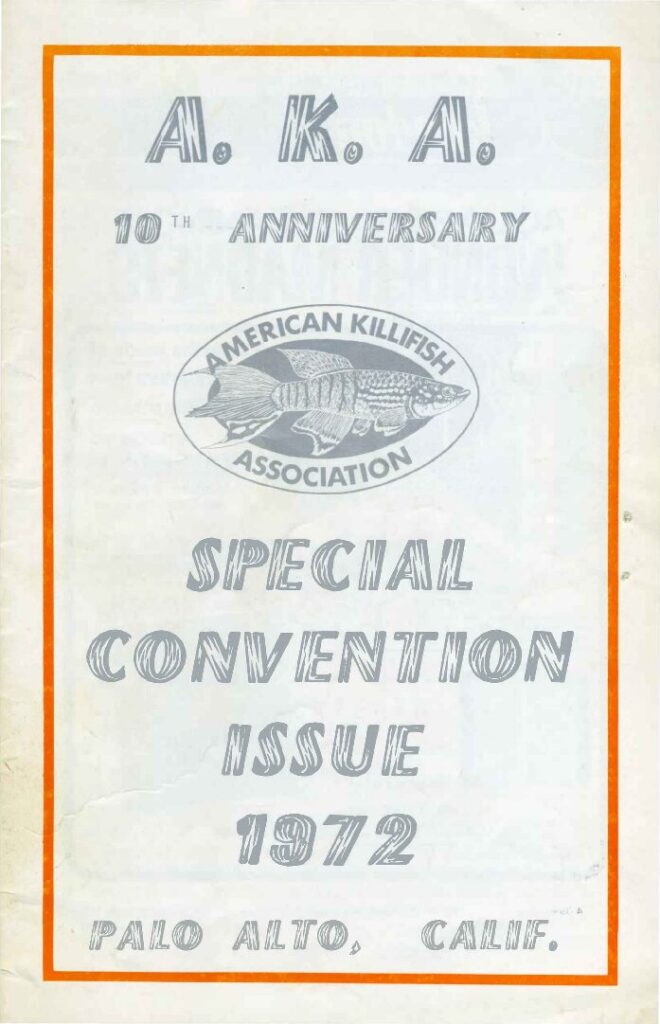 A. K. A.
10TH ANNIVERSARY
AMERICAN KILLIFISH
ASSOCIATION
SPECIAL
CONVENTION
ISSUE
1972
PALO ALTO, CALIF.